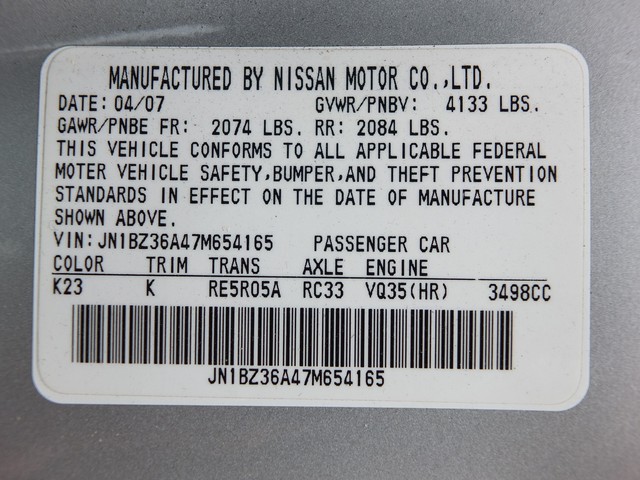 MANUFACTURED BY NISSAN MOTOR CO.,LTD.
DATE: 04/07 GVWR/PNBV: 4133 LBS.
GAWR/PNBE FR: 2074 LBS. RR: 2084 LBS.
THIS VEHICLE CONFORMS TO ALL APPLICABLE FEDERAL
MOTER VEHICLE SAFETY,BUMPER,AND THEFT PREVENTION
STANDARDS IN EFFECT ON THE DATE OF MANUFACTURE
SHOWN ABOVE.
VIN: JN1BZ36A47M654165 PASSENGER CAR
COLOR TRIM TRANS AXLE ENGINE
K23 K RE5R05A RC33 VQ35(HR) 3498CC
JN1BZ36A47M654165